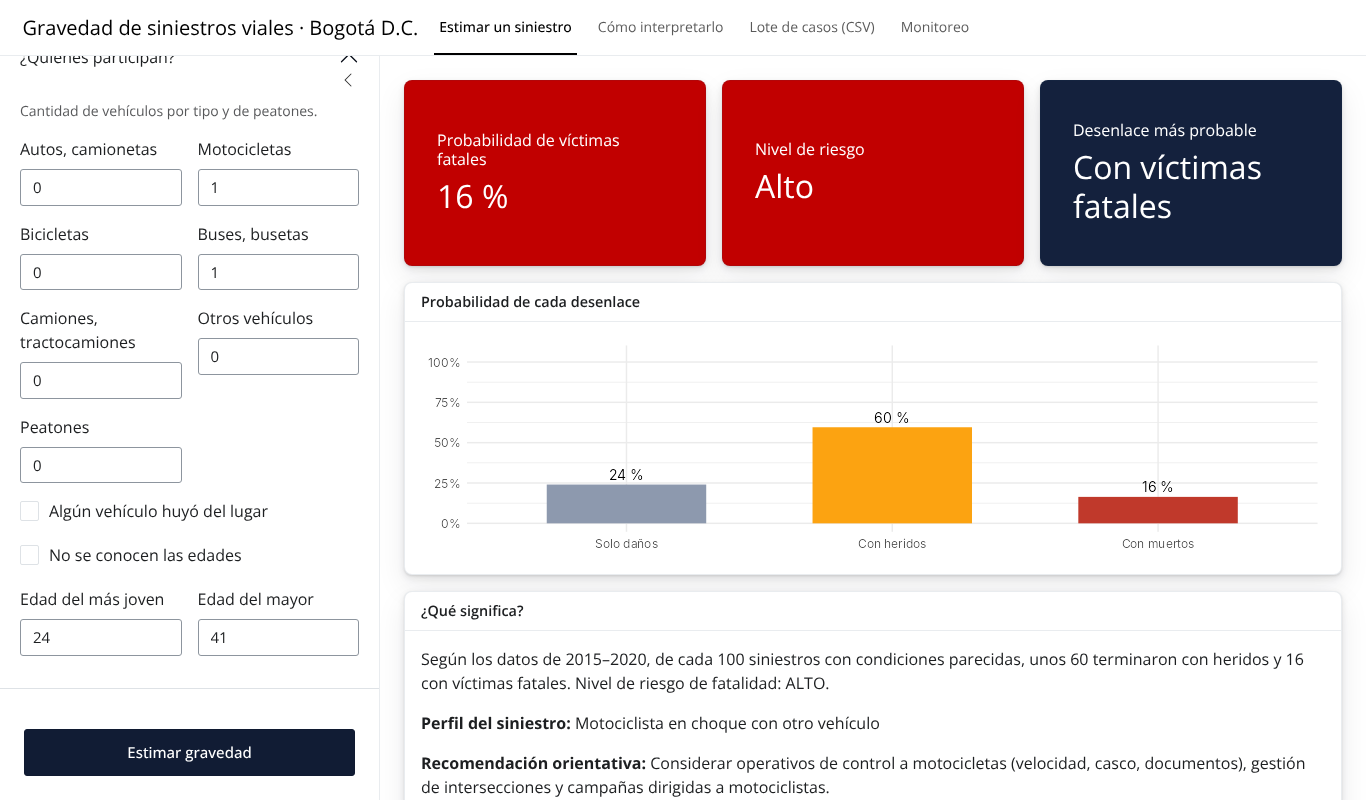 Gravedad de siniestros viales · Bogotá D.C.
Estimar un siniestro
Cómo interpretarlo
Lote de casos (CSV)
Monitoreo
¿Quiénes participan?
Cantidad de vehículos por tipo y de peatones.
Autos, camionetas
Motocicletas
0
1
Bicicletas
Buses, busetas
0
1
Camiones,
tractocamiones
Otros vehículos
0
0
Peatones
0
Algún vehículo huyó del lugar
No se conocen las edades
Edad del más joven
Edad del mayor
24
41
Estimar gravedad
Probabilidad de víctimas
fatales
16 %
Nivel de riesgo
Alto
Desenlace más probable
Con víctimas
fatales
Probabilidad de cada desenlace
100%
75%
50%
25%
0%
24 %
60 %
16 %
Solo daños
Con heridos
Con muertos
¿Qué significa?
Según los datos de 2015–2020, de cada 100 siniestros con condiciones parecidas, unos 60 terminaron con heridos y 16
con víctimas fatales. Nivel de riesgo de fatalidad: ALTO.
Perfil del siniestro: Motociclista en choque con otro vehículo
Recomendación orientativa: Considerar operativos de control a motocicletas (velocidad, casco, documentos), gestión
de intersecciones y campañas dirigidas a motociclistas.